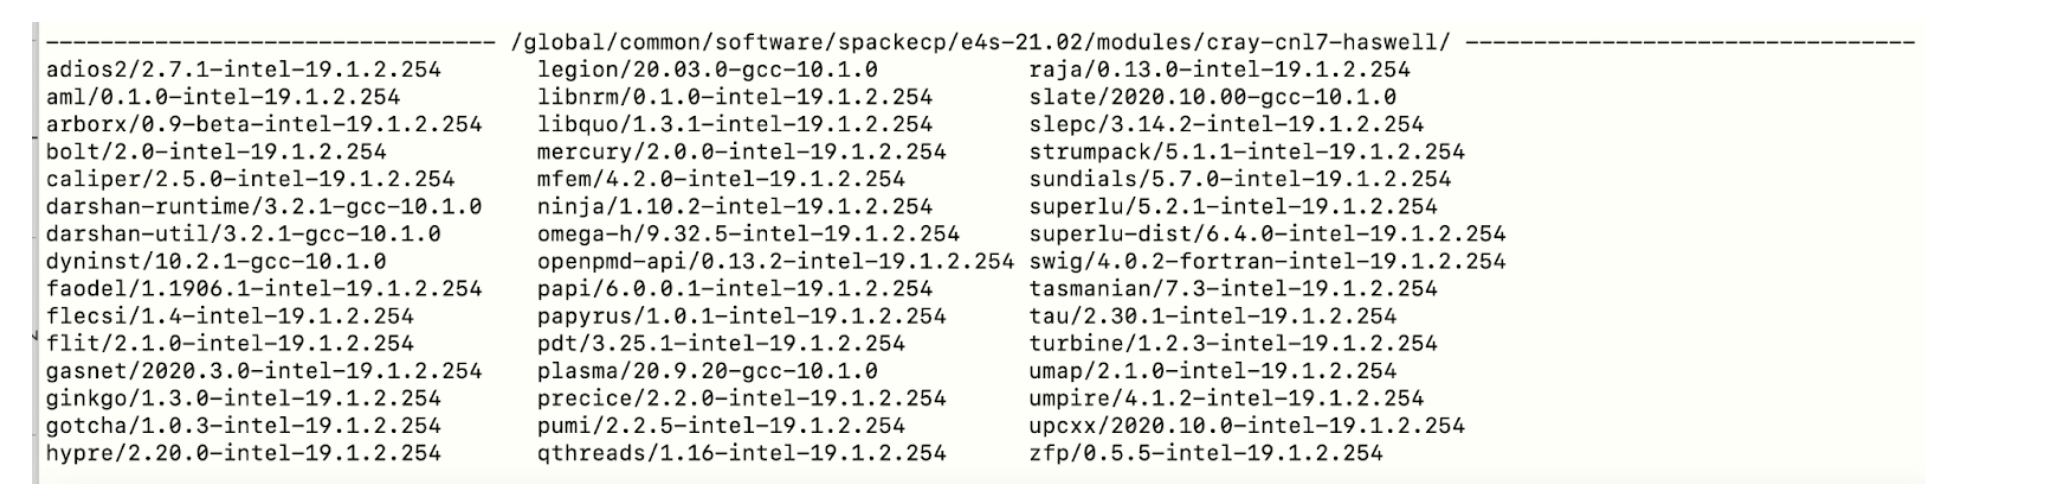 --------------------------------- /global/common/software/spackecp/e4s-21.02/modules/cray-cnl7-haswell/ ---------------------------------
adios2/2.7.1-intel-19.1.2.254 legion/20.03.0-gcc-10.1.0 raja/0.13.0-intel-19.1.2.254
aml/0.1.0-intel-19.1.2.254 libnrm/0.1.0-intel-19.1.2.254 slate/2020.10.00-gcc-10.1.0
arborx/0.9-beta-intel-19.1.2.254 libquo/1.3.1-intel-19.1.2.254 slepc/3.14.2-intel-19.1.2.254
bolt/2.0-intel-19.1.2.254 mercury/2.0.0-intel-19.1.2.254 strumpack/5.1.1-intel-19.1.2.254
caliper/2.5.0-intel-19.1.2.254 mfem/4.2.0-intel-19.1.2.254 sundials/5.7.0-intel-19.1.2.254
darshan-runtime/3.2.1-gcc-10.1.0 ninja/1.10.2-intel-19.1.2.254 superlu/5.2.1-intel-19.1.2.254
darshan-util/3.2.1-gcc-10.1.0 omega-h/9.32.5-intel-19.1.2.254 superlu-dist/6.4.0-intel-19.1.2.254
dyninst/10.2.1-gcc-10.1.0 openpmd-api/0.13.2-intel-19.1.2.254 swig/4.0.2-fortran-intel-19.1.2.254
faodel/1.1906.1-intel-19.1.2.254 papi/6.0.0.1-intel-19.1.2.254 tasmanian/7.3-intel-19.1.2.254
flecsi/1.4-intel-19.1.2.254 papyrus/1.0.1-intel-19.1.2.254 tau/2.30.1-intel-19.1.2.254
flit/2.1.0-intel-19.1.2.254 pdt/3.25.1-intel-19.1.2.254 turbine/1.2.3-intel-19.1.2.254
gasnet/2020.3.0-intel-19.1.2.254 plasma/20.9.20-gcc-10.1.0 umap/2.1.0-intel-19.1.2.254
ginkgo/1.3.0-intel-19.1.2.254 precice/2.2.0-intel-19.1.2.254 umpire/4.1.2-intel-19.1.2.254
gotcha/1.0.3-intel-19.1.2.254 pumi/2.2.5-intel-19.1.2.254 upcxx/2020.10.0-intel-19.1.2.254
hypre/2.20.0-intel-19.1.2.254 qthreads/1.16-intel-19.1.2.254 zfp/0.5.5-intel-19.1.2.254